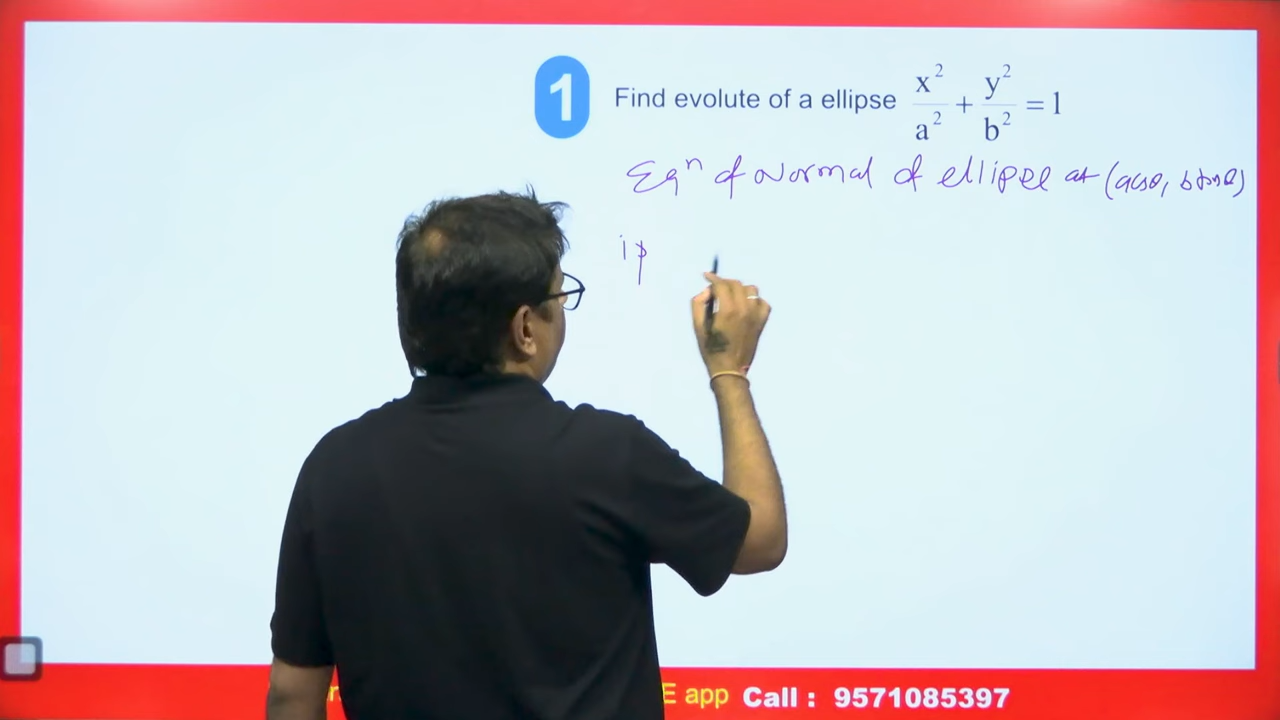 1 Find evolute of a ellipse x²/a² + y²/b² = 1
Eqⁿ of Normal of ellipse at (acosθ, bsinθ)
E app Call : 9571085397